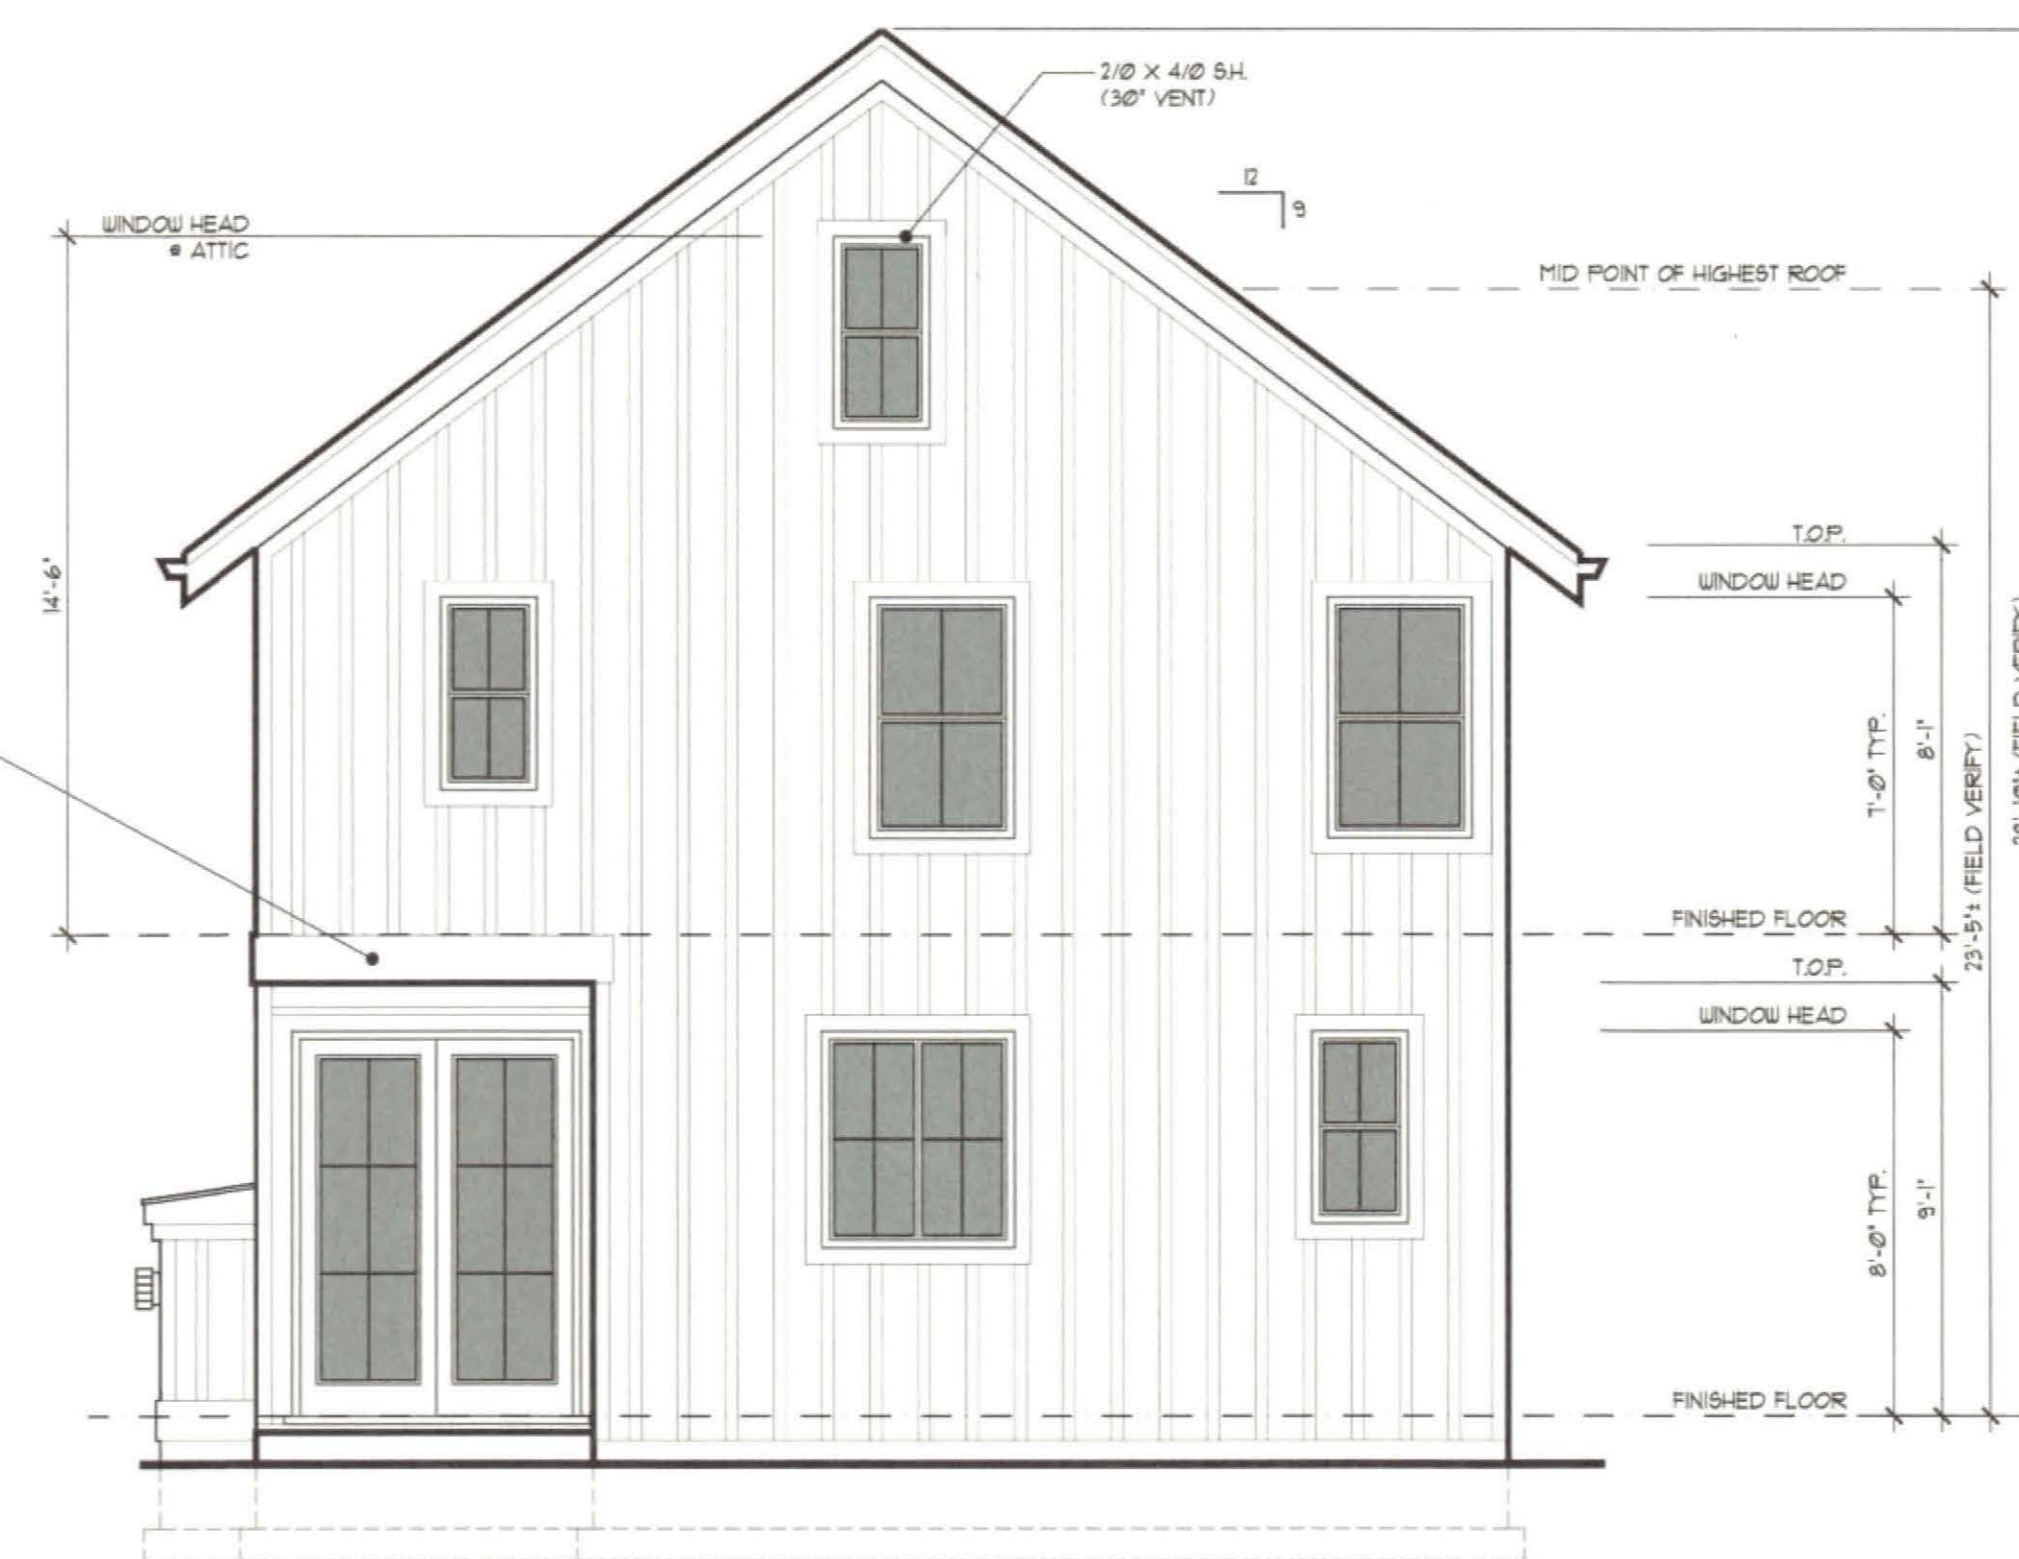 2/0 X 4/0 S.H.
(30" VENT)
12
9
WINDOW HEAD
@ ATTIC
MID POINT OF HIGHEST ROOF
14'-6"
T.O.P.
WINDOW HEAD
7'-0" TYP.
8'-1"
23'-5"± (FIELD VERIFY)
FINISHED FLOOR
T.O.P.
WINDOW HEAD
8'-0" TYP.
9'-1"
FINISHED FLOOR